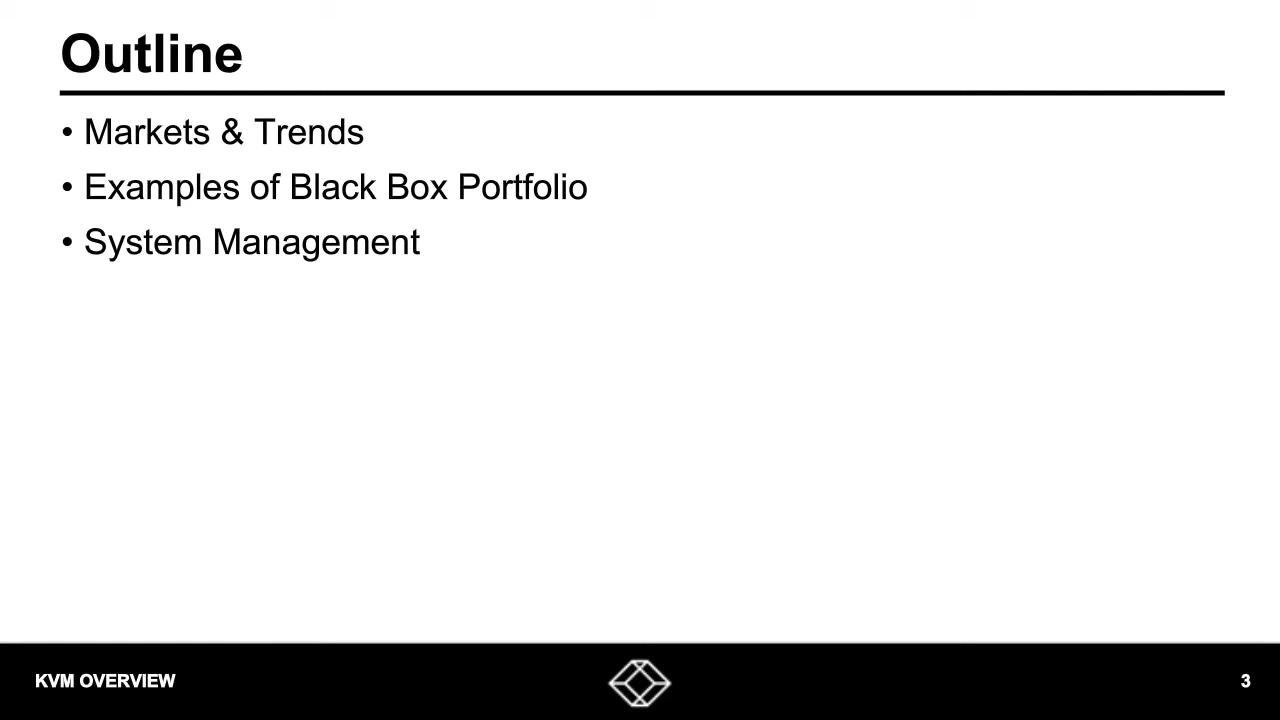 Outline
• Markets & Trends
• Examples of Black Box Portfolio
• System Management
KVM OVERVIEW
3